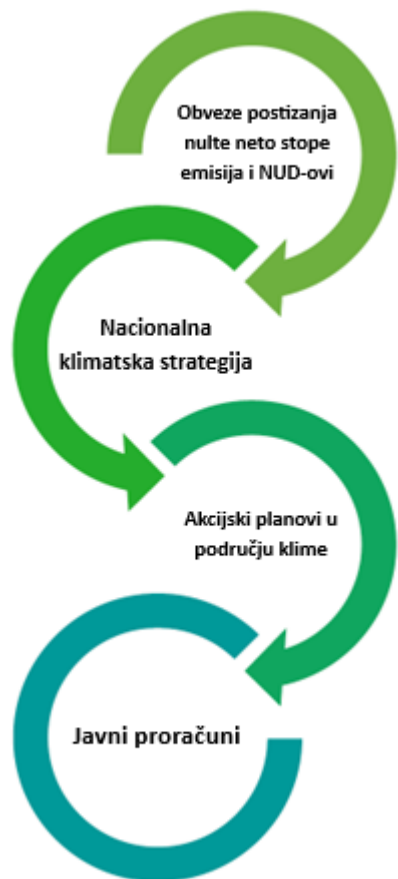 Obveze postizanja
nulte neto stope
emisija i NUD-ovi
Nacionalna
klimatska strategija
Akcijski planovi u
području klime
Javni proračuni